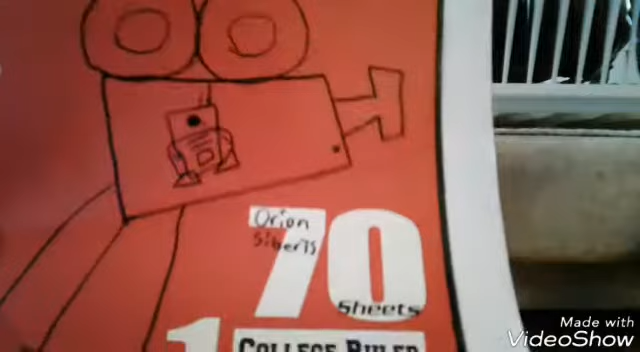 Orion
Siberts
70
Sheets
1
COLLEGE RULED
Made with
VideoShow